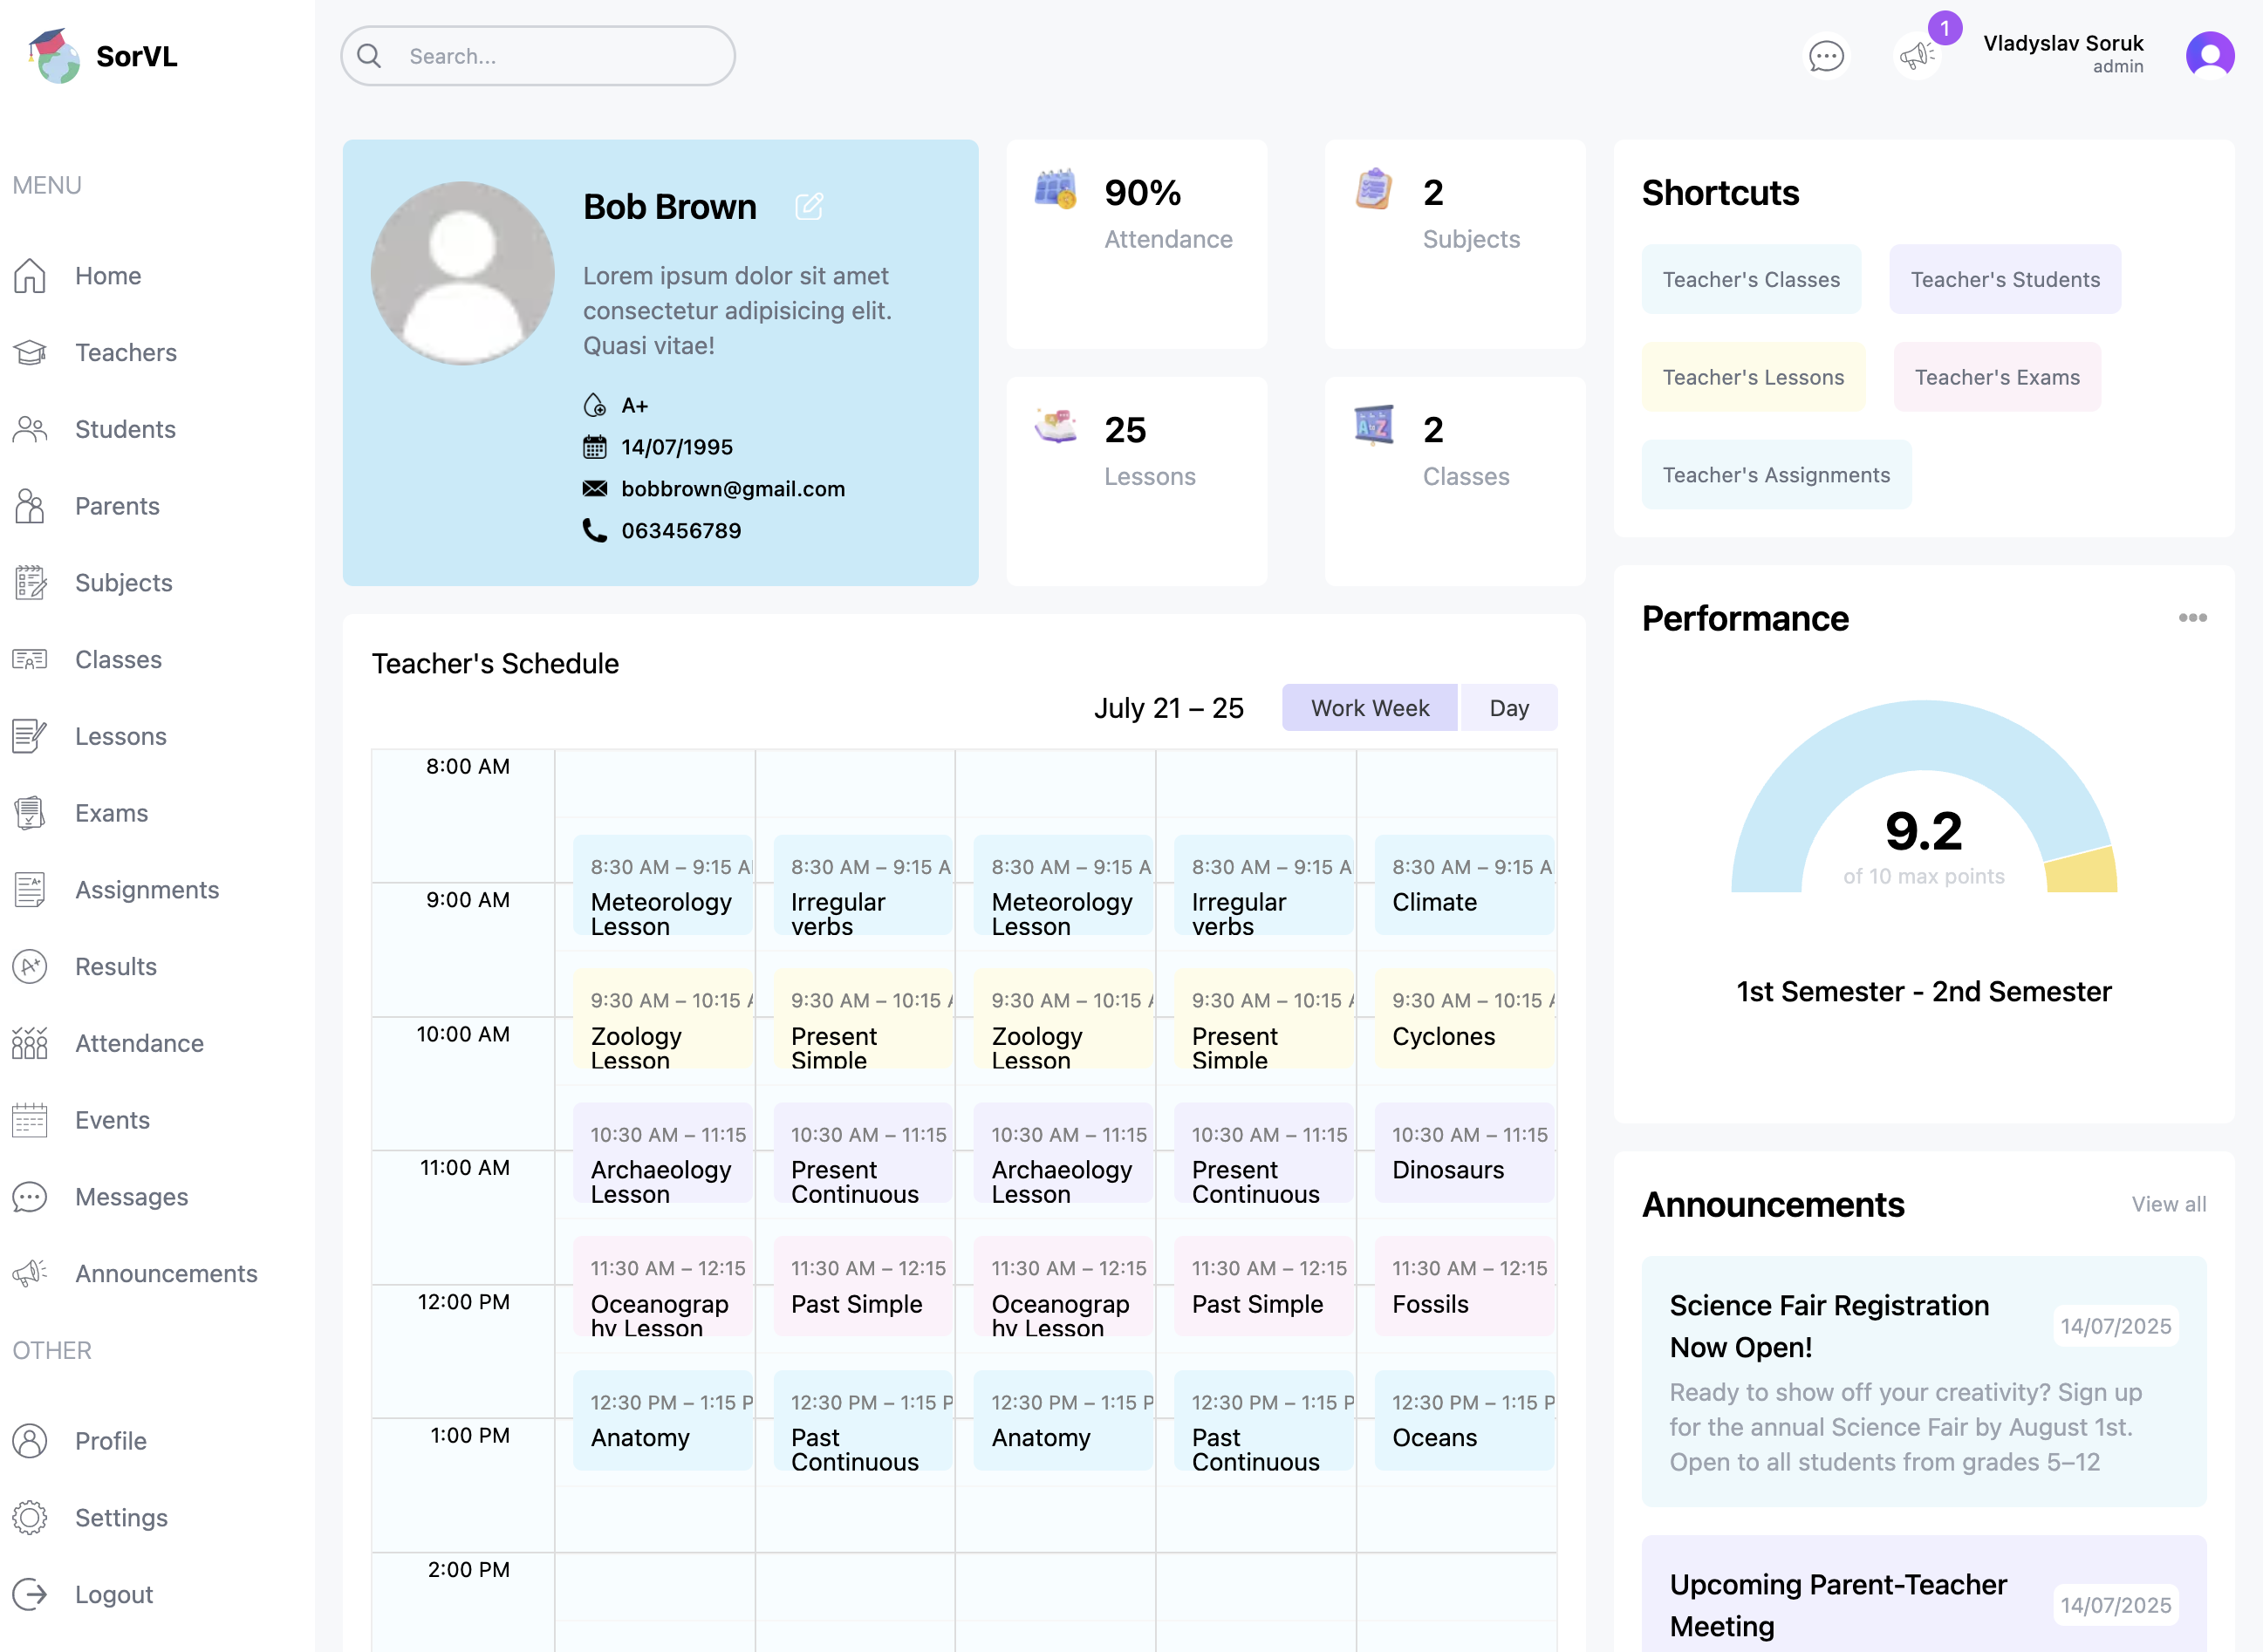 SorVL
MENU
Home
Teachers
Students
Parents
Subjects
Classes
Lessons
Exams
Assignments
Results
Attendance
Events
Messages
Announcements
OTHER
Profile
Settings
Logout
Search...
1
Vladyslav Soruk
admin
Bob Brown
Lorem ipsum dolor sit amet
consectetur adipisicing elit.
Quasi vitae!
A+
14/07/1995
bobbrown@gmail.com
063456789
90%
Attendance
2
Subjects
25
Lessons
2
Classes
Teacher's Schedule
July 21 – 25
Work Week
Day
8:00 AM
9:00 AM
10:00 AM
11:00 AM
12:00 PM
1:00 PM
2:00 PM
8:30 AM – 9:15 A
Meteorology
Lesson
9:30 AM – 10:15 A
Zoology
Lesson
10:30 AM – 11:15
Archaeology
Lesson
11:30 AM – 12:15
Oceanograp
hy Lesson
12:30 PM – 1:15 P
Anatomy
8:30 AM – 9:15 A
Irregular
verbs
9:30 AM – 10:15 A
Present
Simple
10:30 AM – 11:15
Present
Continuous
11:30 AM – 12:15
Past Simple
12:30 PM – 1:15 P
Past
Continuous
8:30 AM – 9:15 A
Meteorology
Lesson
9:30 AM – 10:15 A
Zoology
Lesson
10:30 AM – 11:15
Archaeology
Lesson
11:30 AM – 12:15
Oceanograp
hy Lesson
12:30 PM – 1:15 P
Anatomy
8:30 AM – 9:15 A
Irregular
verbs
9:30 AM – 10:15 A
Present
Simple
10:30 AM – 11:15
Present
Continuous
11:30 AM – 12:15
Past Simple
12:30 PM – 1:15 P
Past
Continuous
8:30 AM – 9:15 A
Climate
9:30 AM – 10:15 A
Cyclones
10:30 AM – 11:15
Dinosaurs
11:30 AM – 12:15
Fossils
12:30 PM – 1:15 P
Oceans
Shortcuts
Teacher's Classes
Teacher's Students
Teacher's Lessons
Teacher's Exams
Teacher's Assignments
Performance
9.2
of 10 max points
1st Semester - 2nd Semester
Announcements
View all
Science Fair Registration
Now Open!
14/07/2025
Ready to show off your creativity? Sign up
for the annual Science Fair by August 1st.
Open to all students from grades 5–12
Upcoming Parent-Teacher
Meeting
14/07/2025